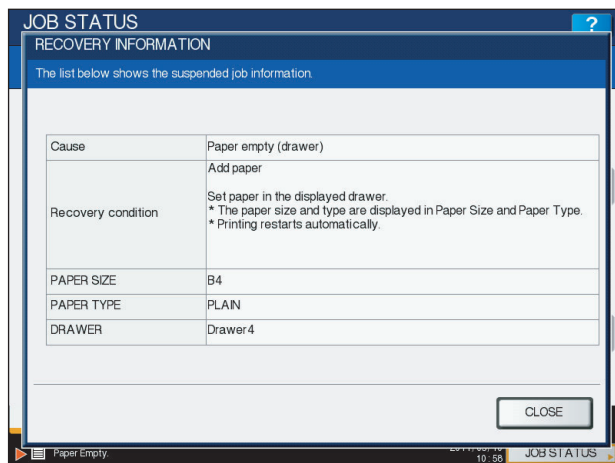 JOB STATUS
?
RECOVERY INFORMATION
The list below shows the suspended job information.
Cause
Paper empty (drawer)
Recovery condition
Add paper
Set paper in the displayed drawer.
* The paper size and type are displayed in Paper Size and Paper Type.
* Printing restarts automatically.
PAPER SIZE
B4
PAPER TYPE
PLAIN
DRAWER
Drawer4
CLOSE
Paper Empty.
10 : 58
JOB STATUS